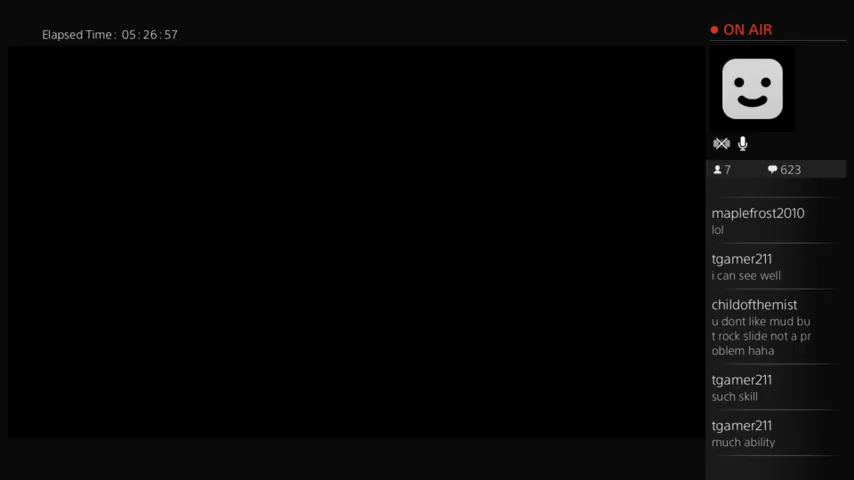 Elapsed Time: 05:26:57
ON AIR
7 623
maplefrost2010
lol
tgamer211
i can see well
childofthemist
u dont like mud bu
t rock slide not a pr
oblem haha
tgamer211
such skill
tgamer211
much ability